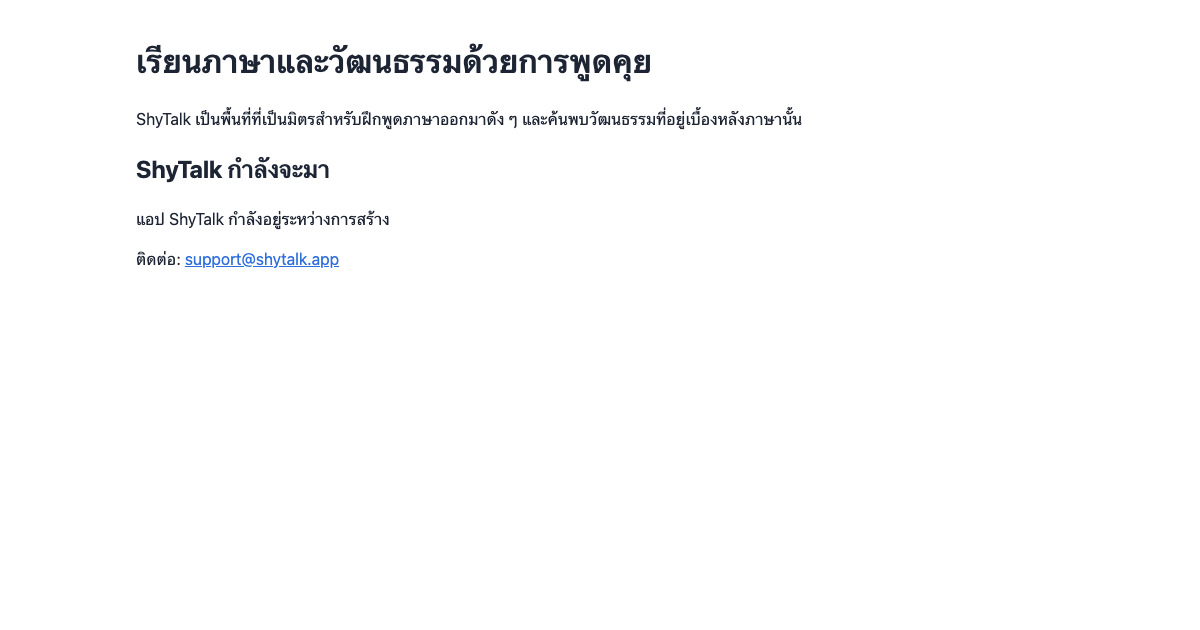 เรียนภาษาและวัฒนธรรมด้วยการพูดคุย
ShyTalk เป็นพื้นที่ที่เป็นมิตรสำหรับฝึกพูดภาษาออกมาดัง ๆ และค้นพบวัฒนธรรมที่อยู่เบื้องหลังภาษานั้น
ShyTalk กำลังจะมา
แอป ShyTalk กำลังอยู่ระหว่างการสร้าง
ติดต่อ: support@shytalk.app